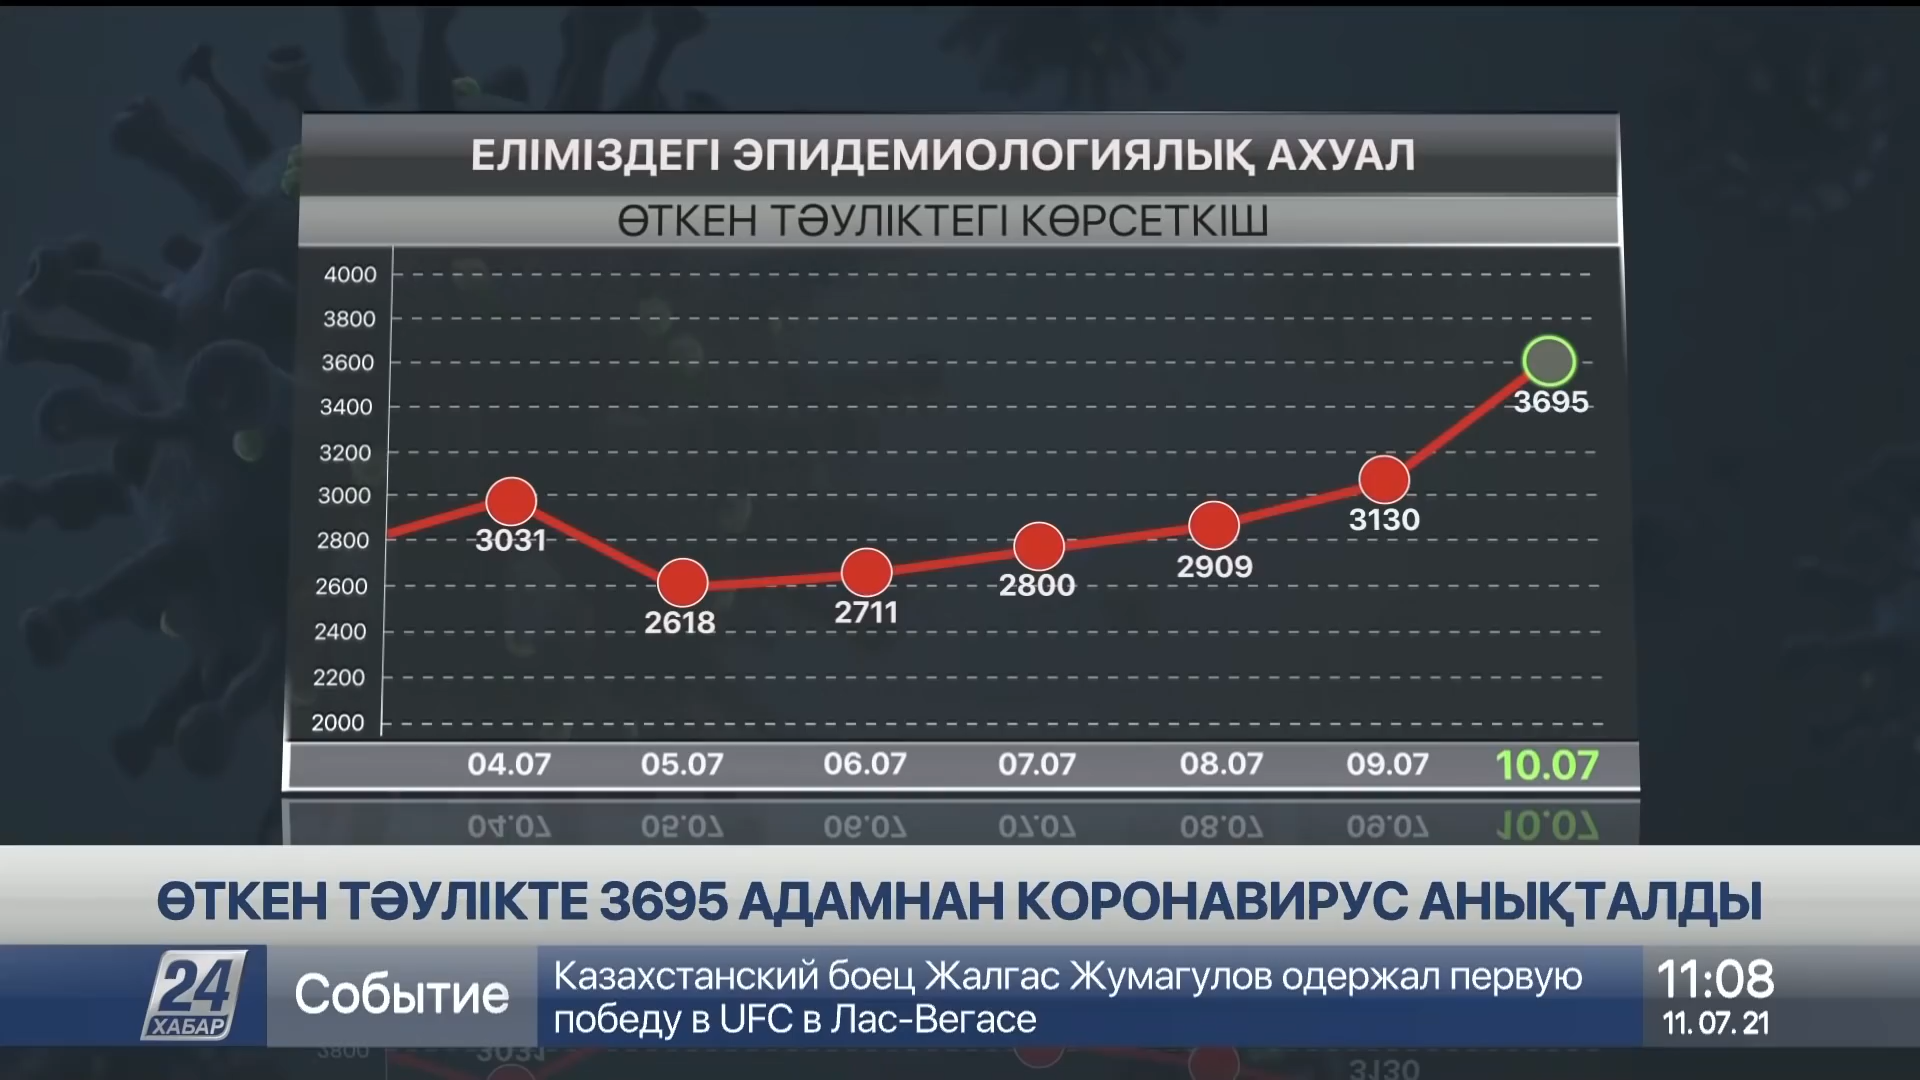 ЕЛІМІЗДЕГІ ЭПИДЕМИОЛОГИЯЛЫҚ АХУАЛ
ӨТКЕН ТӘУЛІКТЕГІ КӨРСЕТКІШ
4000
3800
3600
3400
3200
3000
2800
2600
2400
2200
2000
3031
2618
2711
2800
2909
3130
3695
04.07 05.07 06.07 07.07 08.07 09.07 10.07
ӨТКЕН ТӘУЛІКТЕ 3695 АДАМНАН КОРОНАВИРУС АНЫҚТАЛДЫ
24
ХАБАР
Событие
Казахстанский боец Жалгас Жумагулов одержал первую
победу в UFC в Лас-Вегасе
11:08
11. 07. 21